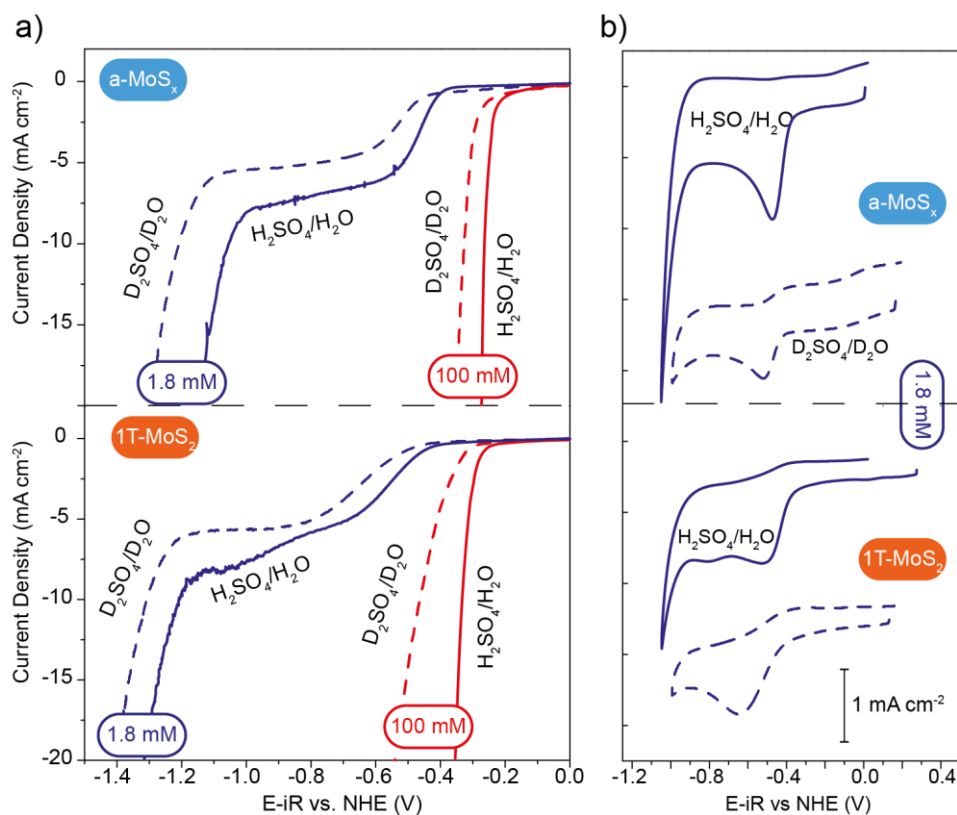 a)
b)
a-MoSₓ
0
-5
-10
-15
Current Density (mA cm⁻²)
D₂SO₄/D₂O
H₂SO₄/H₂O
D₂SO₄/D₂O
H₂SO₄/H₂O
1.8 mM
100 mM
1T-MoS₂
0
-5
-10
-15
-20
Current Density (mA cm⁻²)
D₂SO₄/D₂O
H₂SO₄/H₂O
D₂SO₄/D₂O
H₂SO₄/H₂O
1.8 mM
100 mM
-1.4 -1.2 -1.0 -0.8 -0.6 -0.4 -0.2 0.0
E-iR vs. NHE (V)
H₂SO₄/H₂O
a-MoSₓ
D₂SO₄/D₂O
1.8 mM
H₂SO₄/H₂O
1T-MoS₂
1 mA cm⁻²
-1.2 -0.8 -0.4 0.0 0.4
E-iR vs NHE (V)